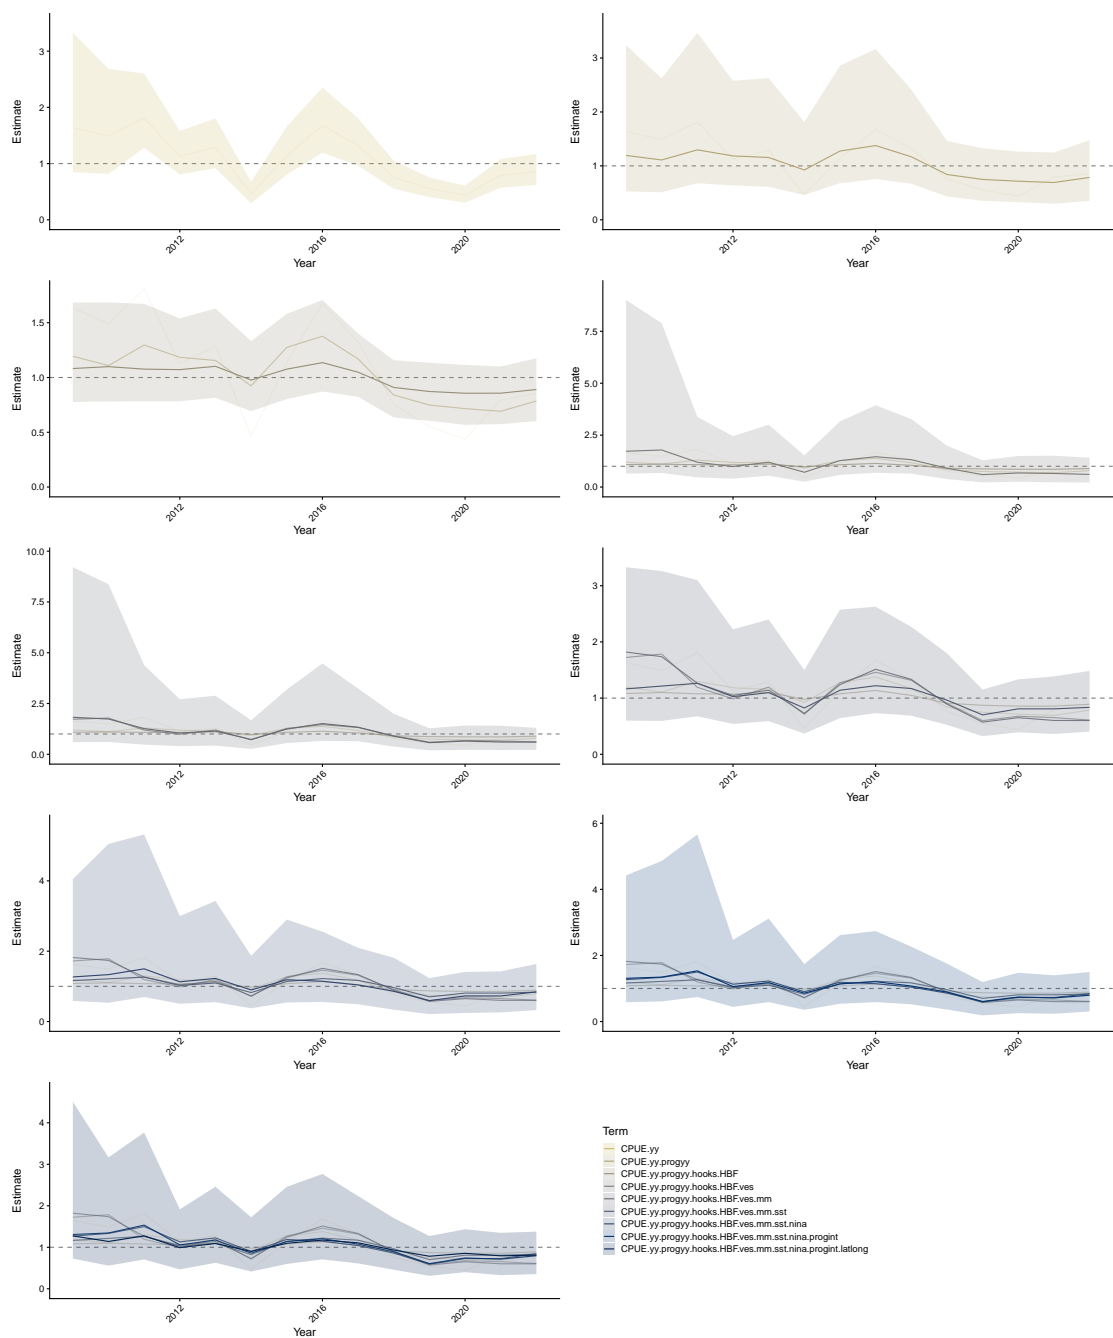 3
2
1
0
Estimate
2012
2016
2020
Year
3
2
1
0
Estimate
2012
2016
2020
Year
1.5
1.0
0.5
0.0
Estimate
2012
2016
2020
Year
7.5
5.0
2.5
0.0
Estimate
2012
2016
2020
Year
10.0
7.5
5.0
2.5
0.0
Estimate
2012
2016
2020
Year
3
2
1
0
Estimate
2012
2016
2020
Year
4
2
0
Estimate
2012
2016
2020
Year
6
4
2
0
Estimate
2012
2016
2020
Year
4
3
2
1
0
Estimate
2012
2016
2020
Year
Term
CPUE.yy
CPUE.yy.progyy
CPUE.yy.progyy.hooks.HBF
CPUE.yy.progyy.hooks.HBF.ves
CPUE.yy.progyy.hooks.HBF.ves.mm
CPUE.yy.progyy.hooks.HBF.ves.mm.sst
CPUE.yy.progyy.hooks.HBF.ves.mm.sst.nina
CPUE.yy.progyy.hooks.HBF.ves.mm.sst.nina.progint
CPUE.yy.progyy.hooks.HBF.ves.mm.sst.nina.progint.latlong